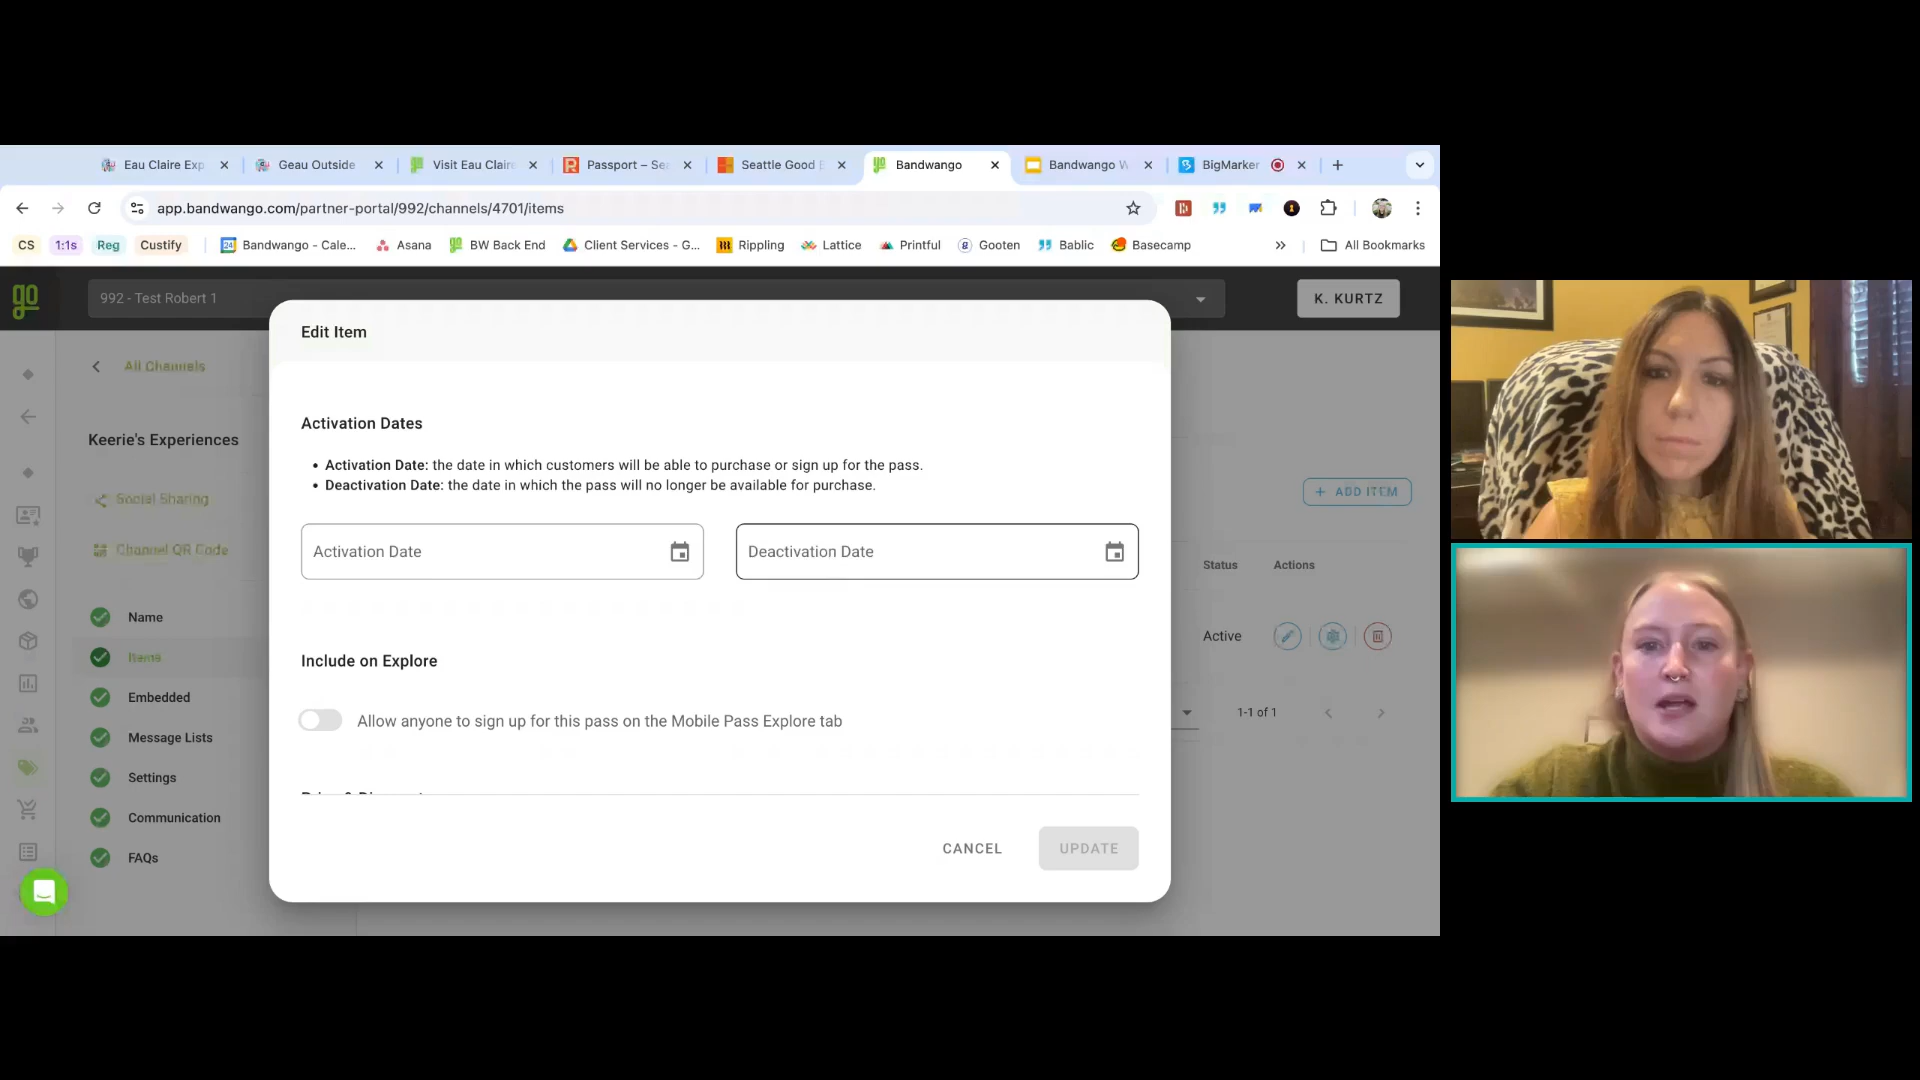 Eau Claire Exp
Geau Outside
Visit Eau Claire
Passport – Sea
Seattle Good B
Bandwango
Bandwango W
BigMarker
app.bandwango.com/partner-portal/992/channels/4701/items
CS
1:1s
Reg
Custify
Bandwango - Cale...
Asana
BW Back End
Client Services - G...
Rippling
Lattice
Printful
Gooten
Bablic
Basecamp
All Bookmarks
go
992 - Test Robert 1
K. KURTZ
All Channels
Keerie's Experiences
Social Sharing
Channel QR Code
Name
Items
Embedded
Message Lists
Settings
Communication
FAQs
Edit Item
Activation Dates
• Activation Date: the date in which customers will be able to purchase or sign up for the pass.
• Deactivation Date: the date in which the pass will no longer be available for purchase.
Activation Date
Deactivation Date
Include on Explore
Allow anyone to sign up for this pass on the Mobile Pass Explore tab
CANCEL
UPDATE
+ ADD ITEM
Status
Actions
Active
1-1 of 1